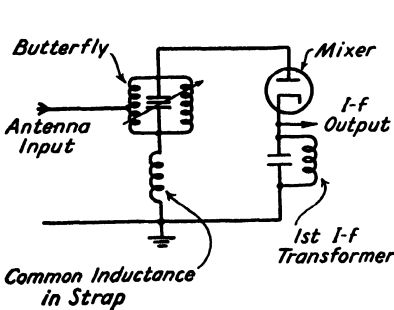 Butterfly
Mixer
Antenna
Input
I-f
Output
1st I-f
Transformer
Common Inductance
in Strap